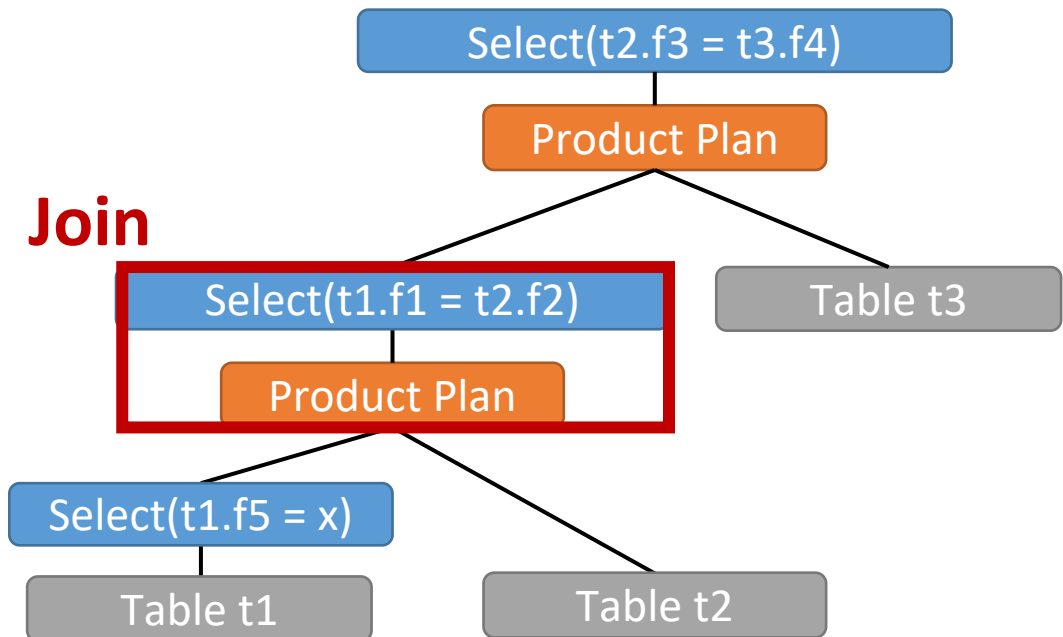 Select(t2.f3 = t3.f4)
Product Plan
Join
Select(t1.f1 = t2.f2)
Table t3
Product Plan
Select(t1.f5 = x)
Table t1
Table t2